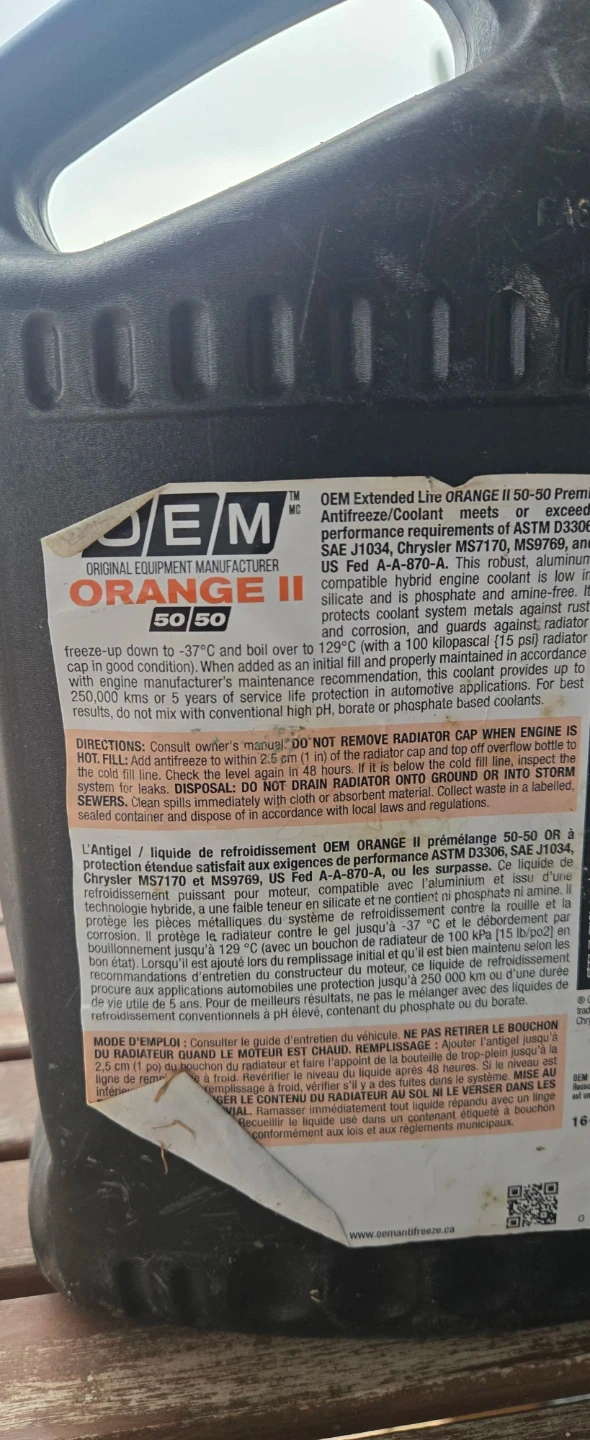 OEM
TM
MC
ORIGINAL EQUIPMENT MANUFACTURER
ORANGE II
50/50
OEM Extended Life ORANGE II 50-50 Premi
Antifreeze/Coolant meets or exceed
performance requirements of ASTM D3306
SAE J1034, Chrysler MS7170, MS9769, and
US Fed A-A-870-A. This robust, aluminum
compatible hybrid engine coolant is low in
silicate and is phosphate and amine-free. It
protects coolant system metals against rust
and corrosion, and guards against radiator
freeze-up down to -37°C and boil over to 129°C (with a 100 kilopascal {15 psi} radiator
cap in good condition). When added as an initial fill and properly maintained in accordance
with engine manufacturer's maintenance recommendation, this coolant provides up to
250,000 kms or 5 years of service life protection in automotive applications. For best
results, do not mix with conventional high pH, borate or phosphate based coolants.
DIRECTIONS: Consult owner's manual. DO NOT REMOVE RADIATOR CAP WHEN ENGINE IS
HOT. FILL: Add antifreeze to within 2.5 cm (1 in) of the radiator cap and top off overflow bottle to
the cold fill line. Check the level again in 48 hours. If it is below the cold fill line, inspect the
system for leaks. DISPOSAL: DO NOT DRAIN RADIATOR ONTO GROUND OR INTO STORM
SEWERS. Clean spills immediately with cloth or absorbent material. Collect waste in a labelled,
sealed container and dispose of in accordance with local laws and regulations.
L'Antigel / liquide de refroidissement OEM ORANGE II prémélange 50-50 OR à
protection étendue satisfait aux exigences de performance ASTM D3306, SAE J1034,
Chrysler MS7170 et MS9769, US Fed A-A-870-A, ou les surpasse. Ce liquide de
refroidissement puissant pour moteur, compatible avec l'aluminium et issu d'une
technologie hybride, a une faible teneur en silicate et ne contient ni phosphate ni amine. Il
protège les pièces métalliques du système de refroidissement contre la rouille et la
corrosion. Il protège le radiateur contre le gel jusqu'à -37 °C et le débordement par
bouillonnement jusqu'à 129 °C (avec un bouchon de radiateur de 100 kPa [15 lb/po2] en
bon état). Lorsqu'il est ajouté lors du remplissage initial et qu'il est bien maintenu selon les
recommandations d'entretien du constructeur du moteur, ce liquide de refroidissement
procure aux applications automobiles une protection jusqu'à 250 000 km ou d'une durée
de vie utile de 5 ans. Pour de meilleurs résultats, ne pas le mélanger avec des liquides de
refroidissement conventionnels à pH élevé, contenant du phosphate ou du borate.
MODE D'EMPLOI : Consulter le guide d'entretien du véhicule. NE PAS RETIRER LE BOUCHON
DU RADIATEUR QUAND LE MOTEUR EST CHAUD. REMPLISSAGE : Ajouter l'antigel jusqu'à
2,5 cm (1 po) du bouchon du radiateur et faire l'appoint de la bouteille de trop-plein jusqu'à la
ligne de remp e à froid. Revérifier le niveau du liquide après 48 heures. Si le niveau est
inférie emplissage à froid, vérifier s'il y a des fuites dans le système. MISE AU
GER LE CONTENU DU RADIATEUR AU SOL NI LE VERSER DANS LES
VIAL. Ramasser immédiatement tout liquide répandu avec un linge
Recueillir le liquide usé dans un contenant étiqueté à bouchon
conformément aux lois et aux règlements municipaux.
www.oemantifreeze.ca
16-